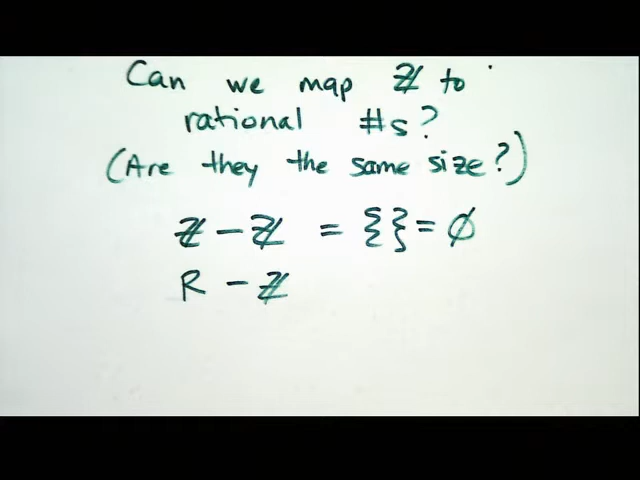 Can we map ℤ to
rational #s?
(Are they the same size?)
ℤ - ℤ = {} = ∅
R - ℤ